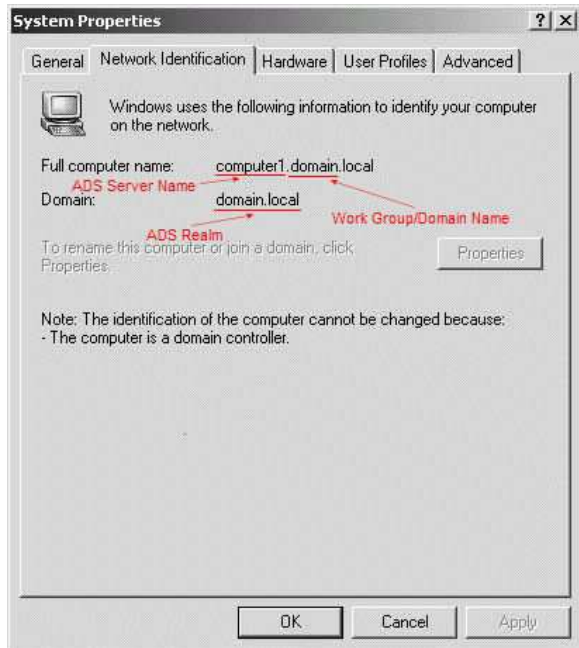 System Properties
? ×
General Network Identification Hardware User Profiles Advanced
Windows uses the following information to identify your computer
on the network.
Full computer name: computer1.domain.local
ADS Server Name
Domain: domain.local
Work Group/Domain Name
ADS Realm
To rename this computer or join a domain, click
Properties.
Properties
Note: The identification of the computer cannot be changed because:
- The computer is a domain controller.
OK Cancel Apply